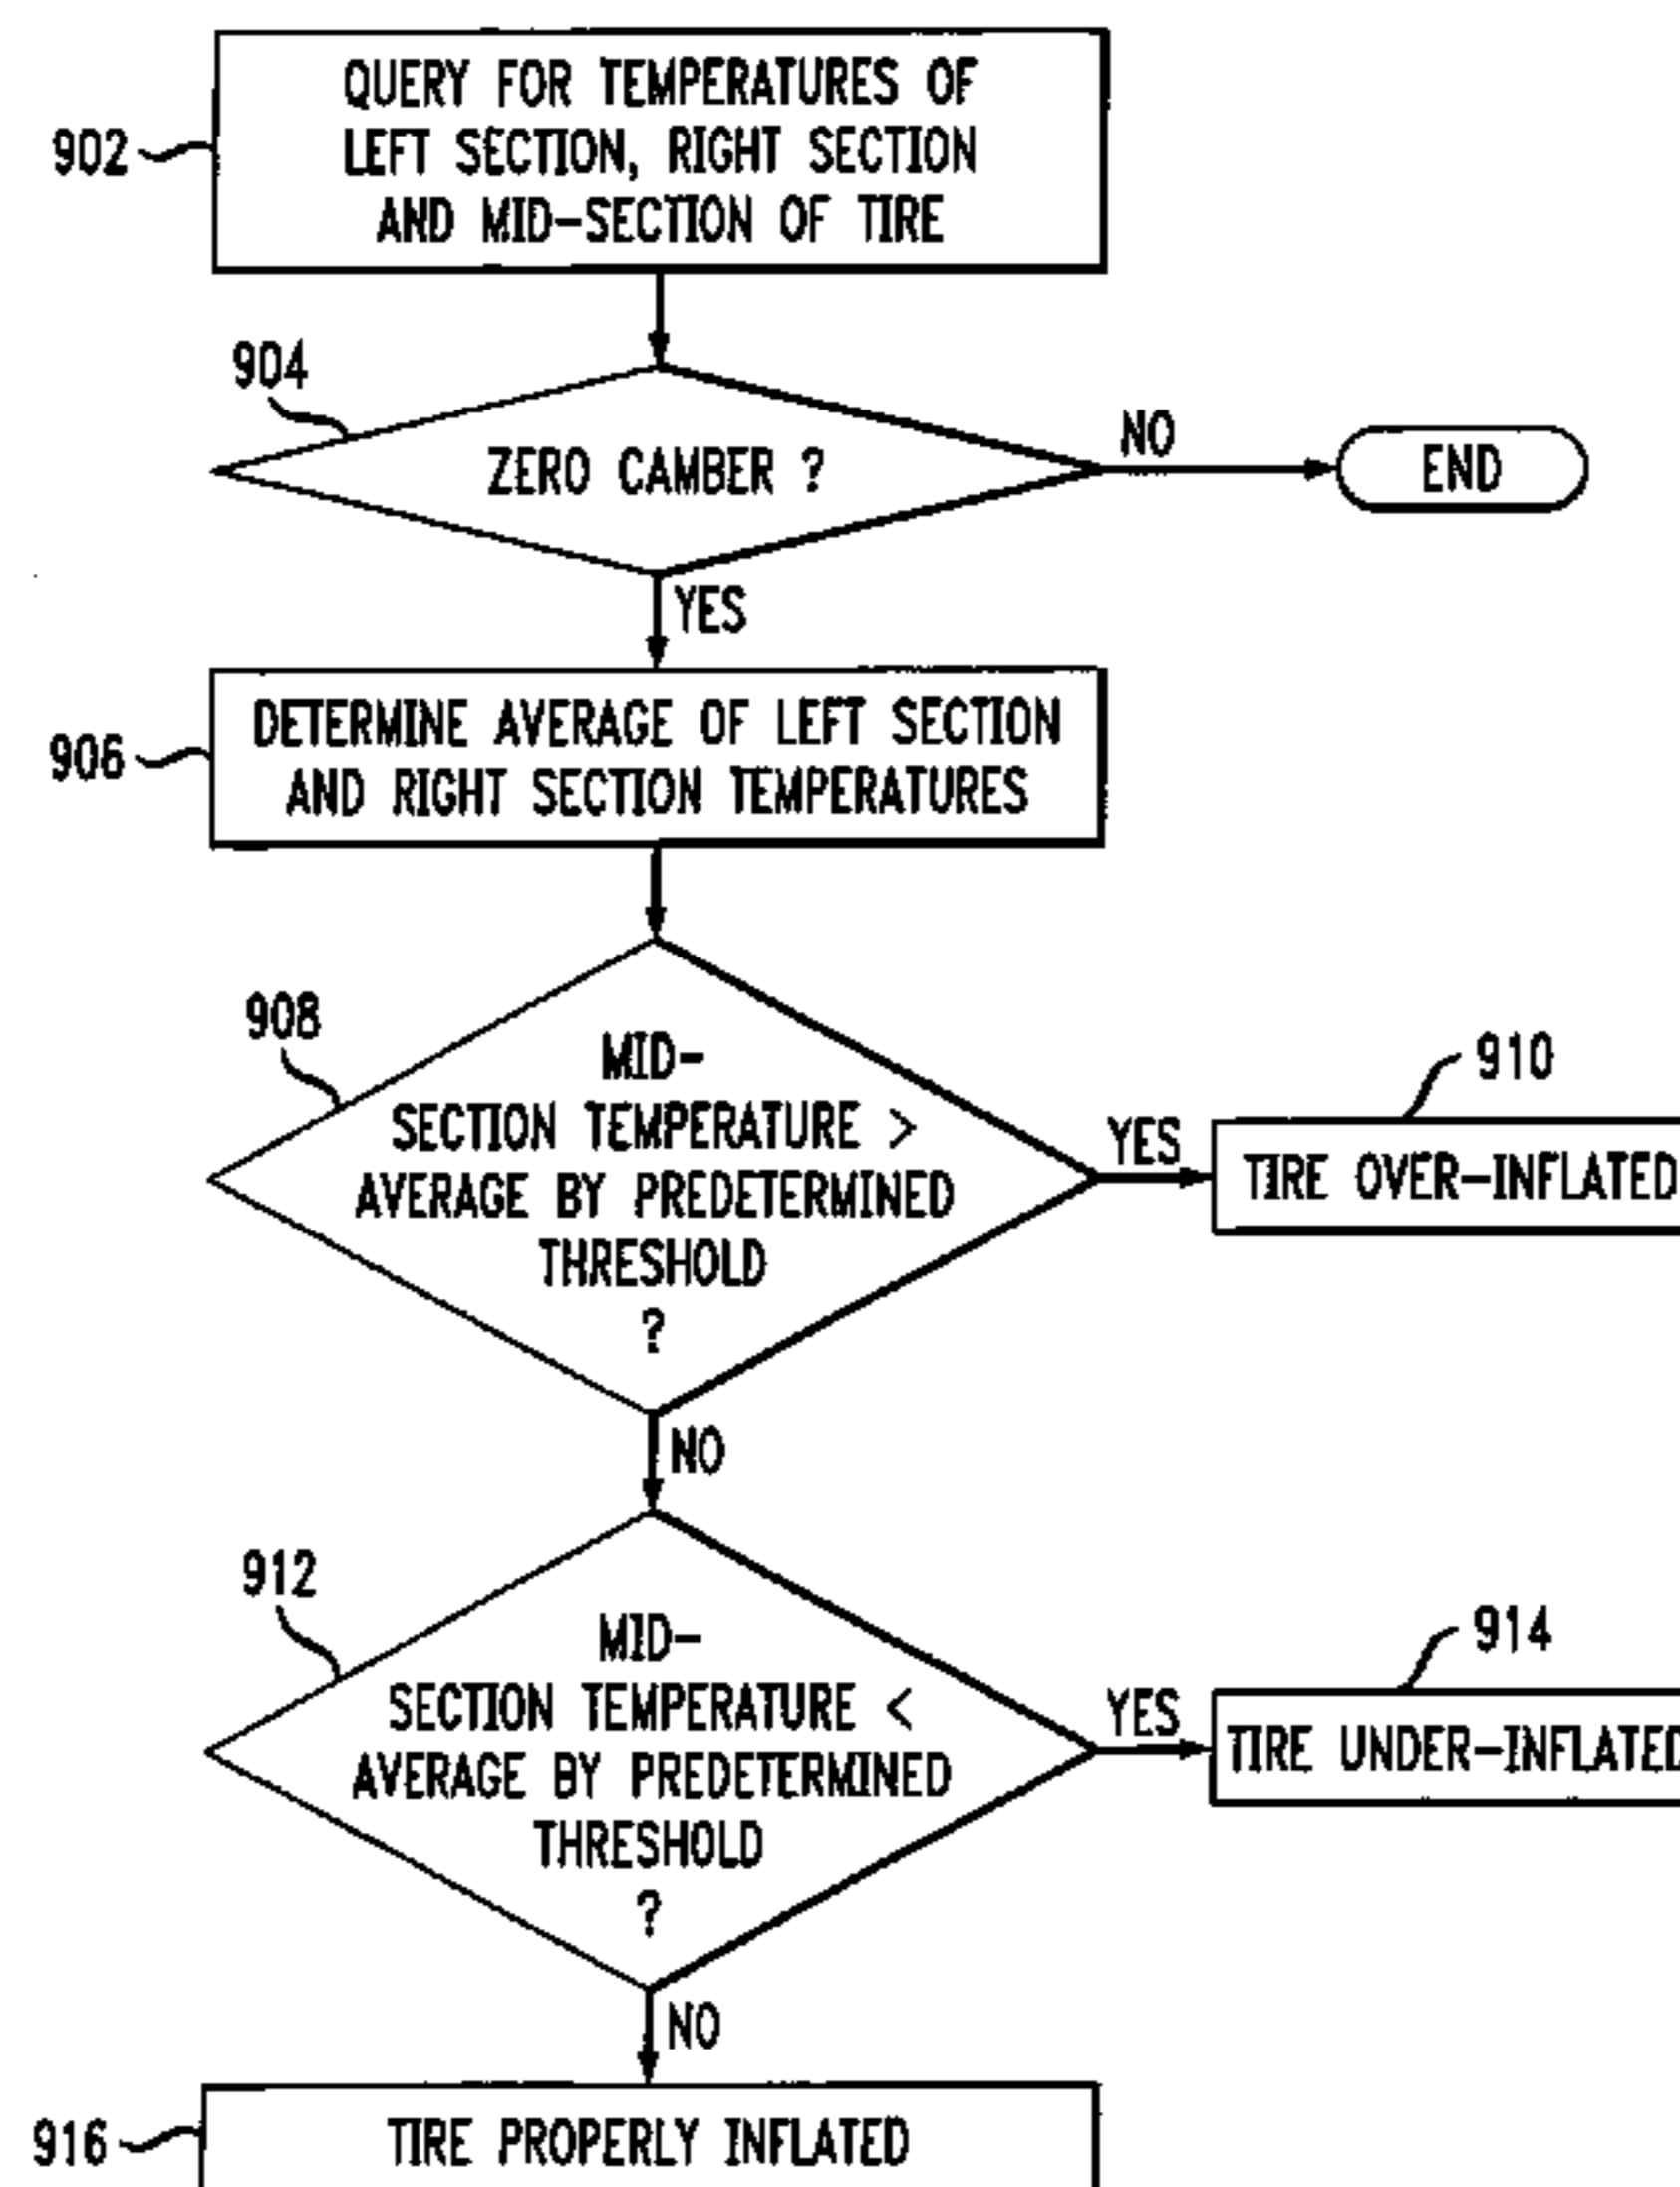 QUERY FOR TEMPERATURES OF
LEFT SECTION, RIGHT SECTION
AND MID-SECTION OF TIRE
902
904
ZERO CAMBER ?
NO
END
YES
DETERMINE AVERAGE OF LEFT SECTION
AND RIGHT SECTION TEMPERATURES
906
908
MID-
SECTION TEMPERATURE >
AVERAGE BY PREDETERMINED
THRESHOLD
?
YES
910
TIRE OVER-INFLATED
NO
912
MID-
SECTION TEMPERATURE <
AVERAGE BY PREDETERMINED
THRESHOLD
?
YES
914
TIRE UNDER-INFLATED
NO
916
TIRE PROPERLY INFLATED